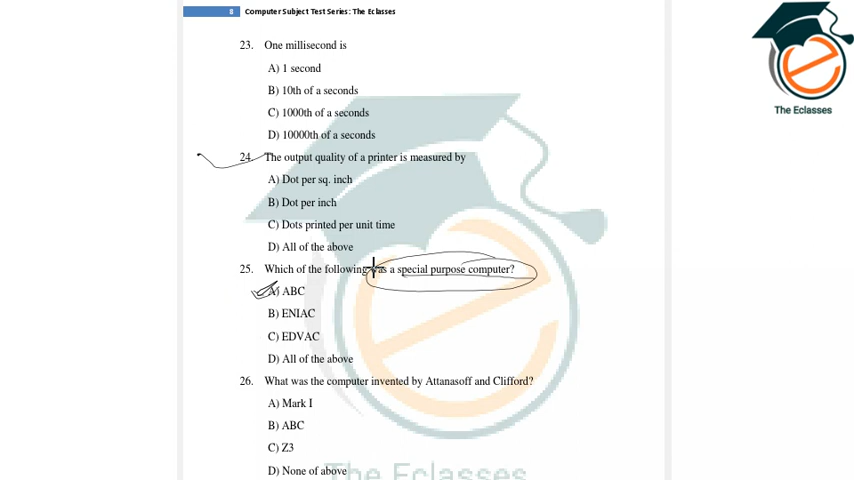 8 Computer Subject Test Series: The Eclasses
The Eclasses
23. One millisecond is
A) 1 second
B) 10th of a seconds
C) 1000th of a seconds
D) 10000th of a seconds
24. The output quality of a printer is measured by
A) Dot per sq. inch
B) Dot per inch
C) Dots printed per unit time
D) All of the above
25. Which of the following was a special purpose computer?
A) ABC
B) ENIAC
C) EDVAC
D) All of the above
26. What was the computer invented by Attanasoff and Clifford?
A) Mark I
B) ABC
C) Z3
D) None of above
The Eclasses